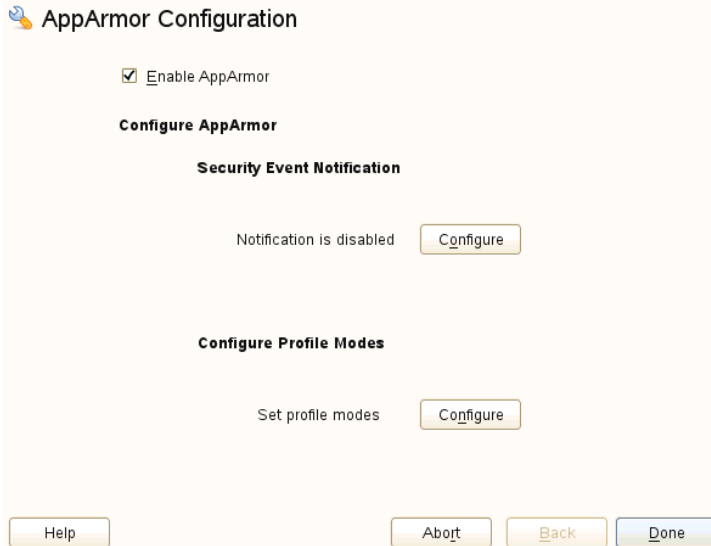 AppArmor Configuration
Enable AppArmor
Configure AppArmor
Security Event Notification
Notification is disabled Configure
Configure Profile Modes
Set profile modes Configure
Help Abort Back Done